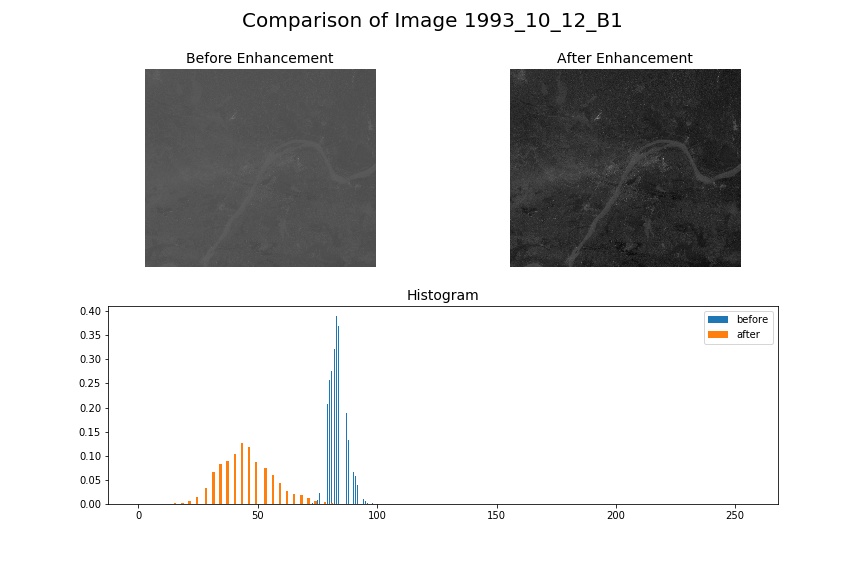 Comparison of Image 1993_10_12_B1
Before Enhancement
After Enhancement
Histogram
0.40
0.35
0.30
0.25
0.20
0.15
0.10
0.05
0.00
before
after
0
50
100
150
200
250